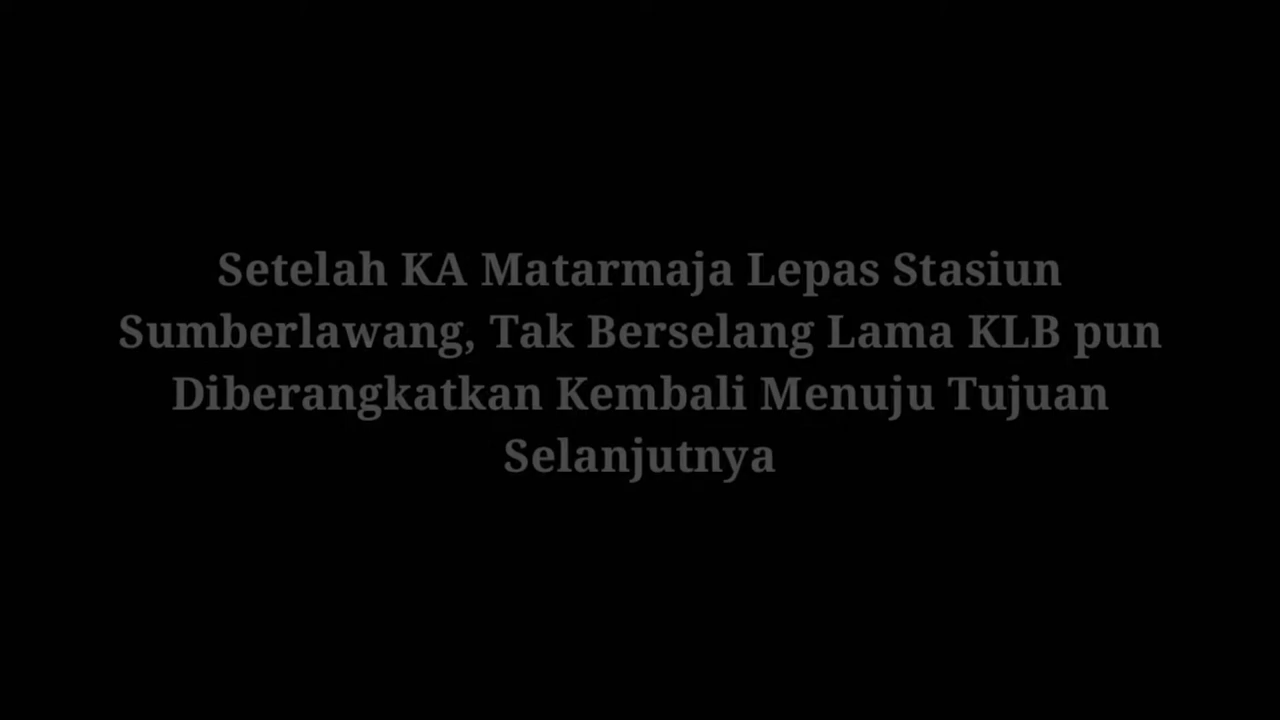 Setelah KA Matarmaja Lepas Stasiun
Sumberlawang, Tak Berselang Lama KLB pun
Diberangkatkan Kembali Menuju Tujuan
Selanjutnya